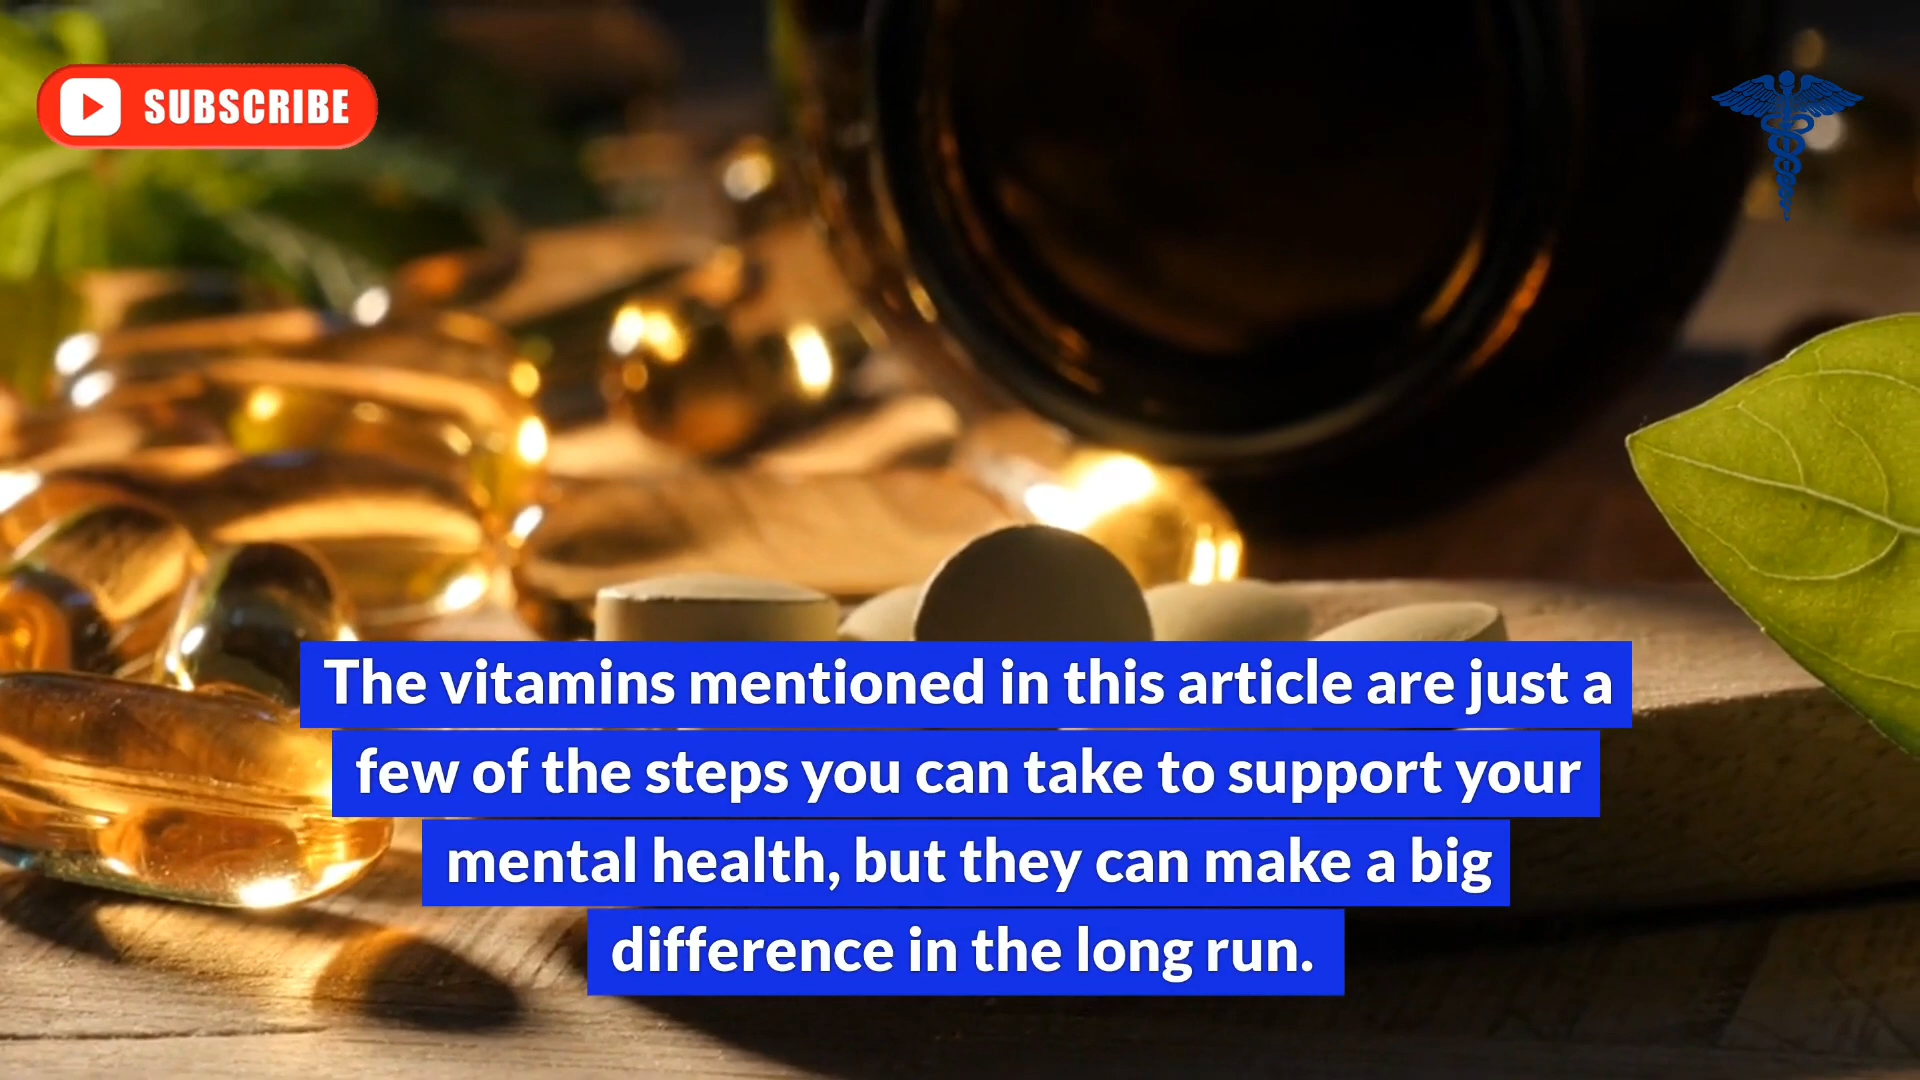 SUBSCRIBE
The vitamins mentioned in this article are just a
few of the steps you can take to support your
mental health, but they can make a big
difference in the long run.